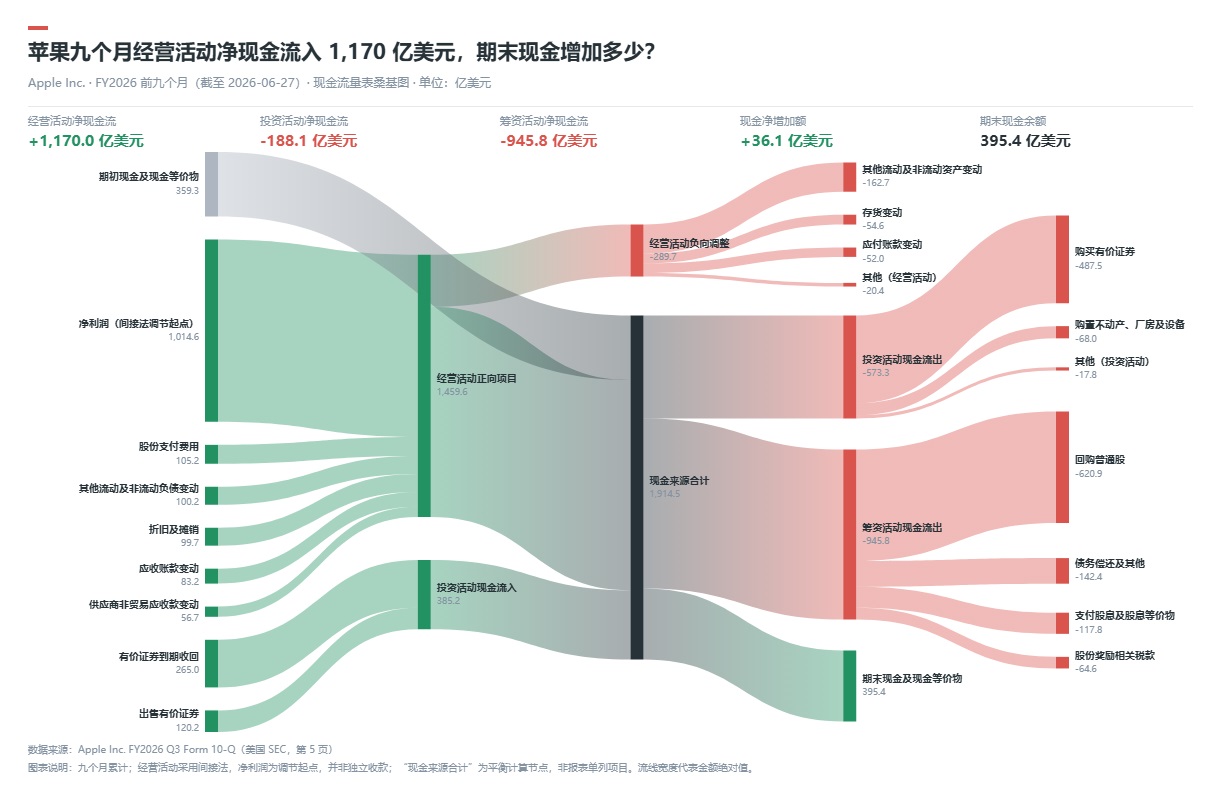 苹果九个月经营活动净现金流入 1,170 亿美元，期末现金增加多少？
Apple Inc. · FY2026 前九个月（截至 2026-06-27）· 现金流量表桑基图 · 单位：亿美元
经营活动净现金流
+1,170.0 亿美元
投资活动净现金流
-188.1 亿美元
筹资活动净现金流
-945.8 亿美元
现金净增加额
+36.1 亿美元
期末现金余额
395.4 亿美元
期初现金及现金等价物
359.3
净利润（间接法调节起点）
1,014.6
股份支付费用
105.2
其他流动及非流动负债变动
100.2
折旧及摊销
99.7
应收账款变动
83.2
供应商非贸易应收款变动
56.7
有价证券到期收回
265.0
出售有价证券
120.2
经营活动正向项目
1,459.6
投资活动现金流入
385.2
经营活动负向调整
-289.7
现金来源合计
1,914.5
其他流动及非流动资产变动
-162.7
存货变动
-54.6
应付账款变动
-52.0
其他（经营活动）
-20.4
投资活动现金流出
-573.3
筹资活动现金流出
-945.8
期末现金及现金等价物
395.4
购买有价证券
-487.5
购置不动产、厂房及设备
-68.0
其他（投资活动）
-17.8
回购普通股
-620.9
债务偿还及其他
-142.4
支付股息及股息等价物
-117.8
股份奖励相关税款
-64.6
数据来源：Apple Inc. FY2026 Q3 Form 10-Q（美国 SEC，第 5 页）
图表说明：九个月累计；经营活动采用间接法，净利润为调节起点，并非独立收款；“现金来源合计”为平衡计算节点，非报表单列项目。流线宽度代表金额绝对值。